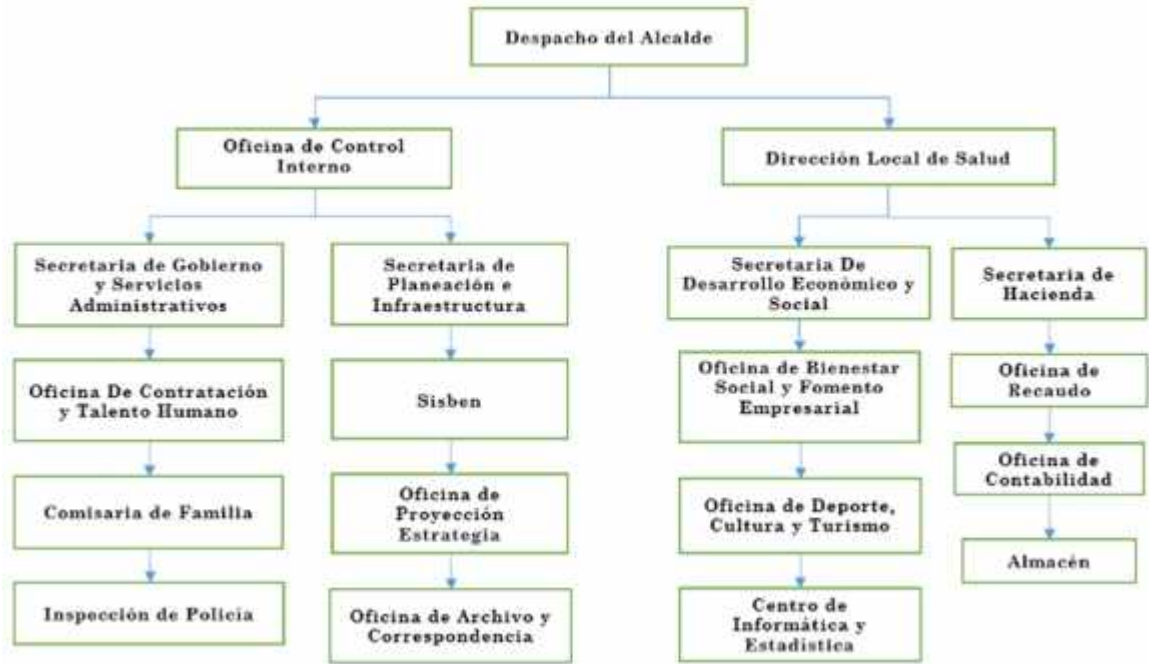 Despacho del Alcalde
Oficina de Control
Interno
Dirección Local de Salud
Secretaria de Gobierno
y Servicios
Administrativos
Secretaria de
Planeación e
Infraestructura
Secretaria De
Desarrollo Económico y
Social
Secretaria de
Hacienda
Oficina De Contratación
y Talento Humano
Sisben
Oficina de Bienestar
Social y Fomento
Empresarial
Oficina de
Recaudo
Comisaria de Familia
Oficina de
Proyección
Estrategia
Oficina de Deporte,
Cultura y Turismo
Oficina de
Contabilidad
Inspección de Policía
Oficina de Archivo y
Correspondencia
Centro de
Informática y
Estadística
Almacén